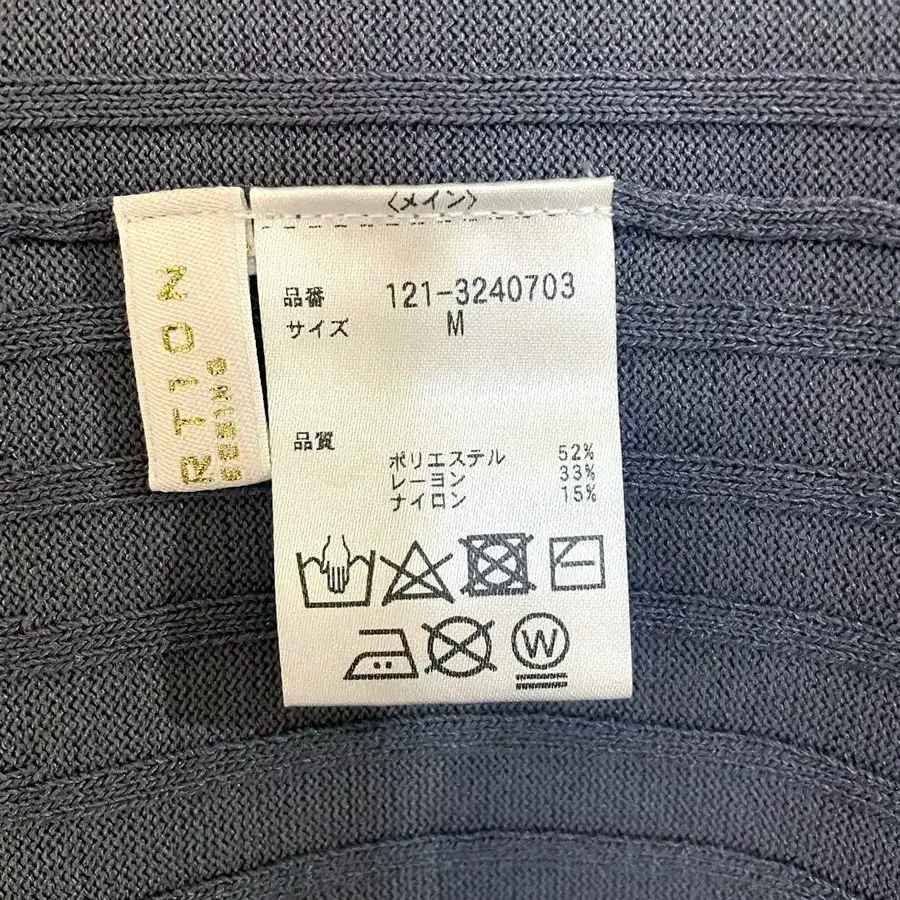 〈メイン〉
品番 121-3240703
サイズ M
品質
ポリエステル 52%
レーヨン 33%
ナイロン 15%
W
RTION